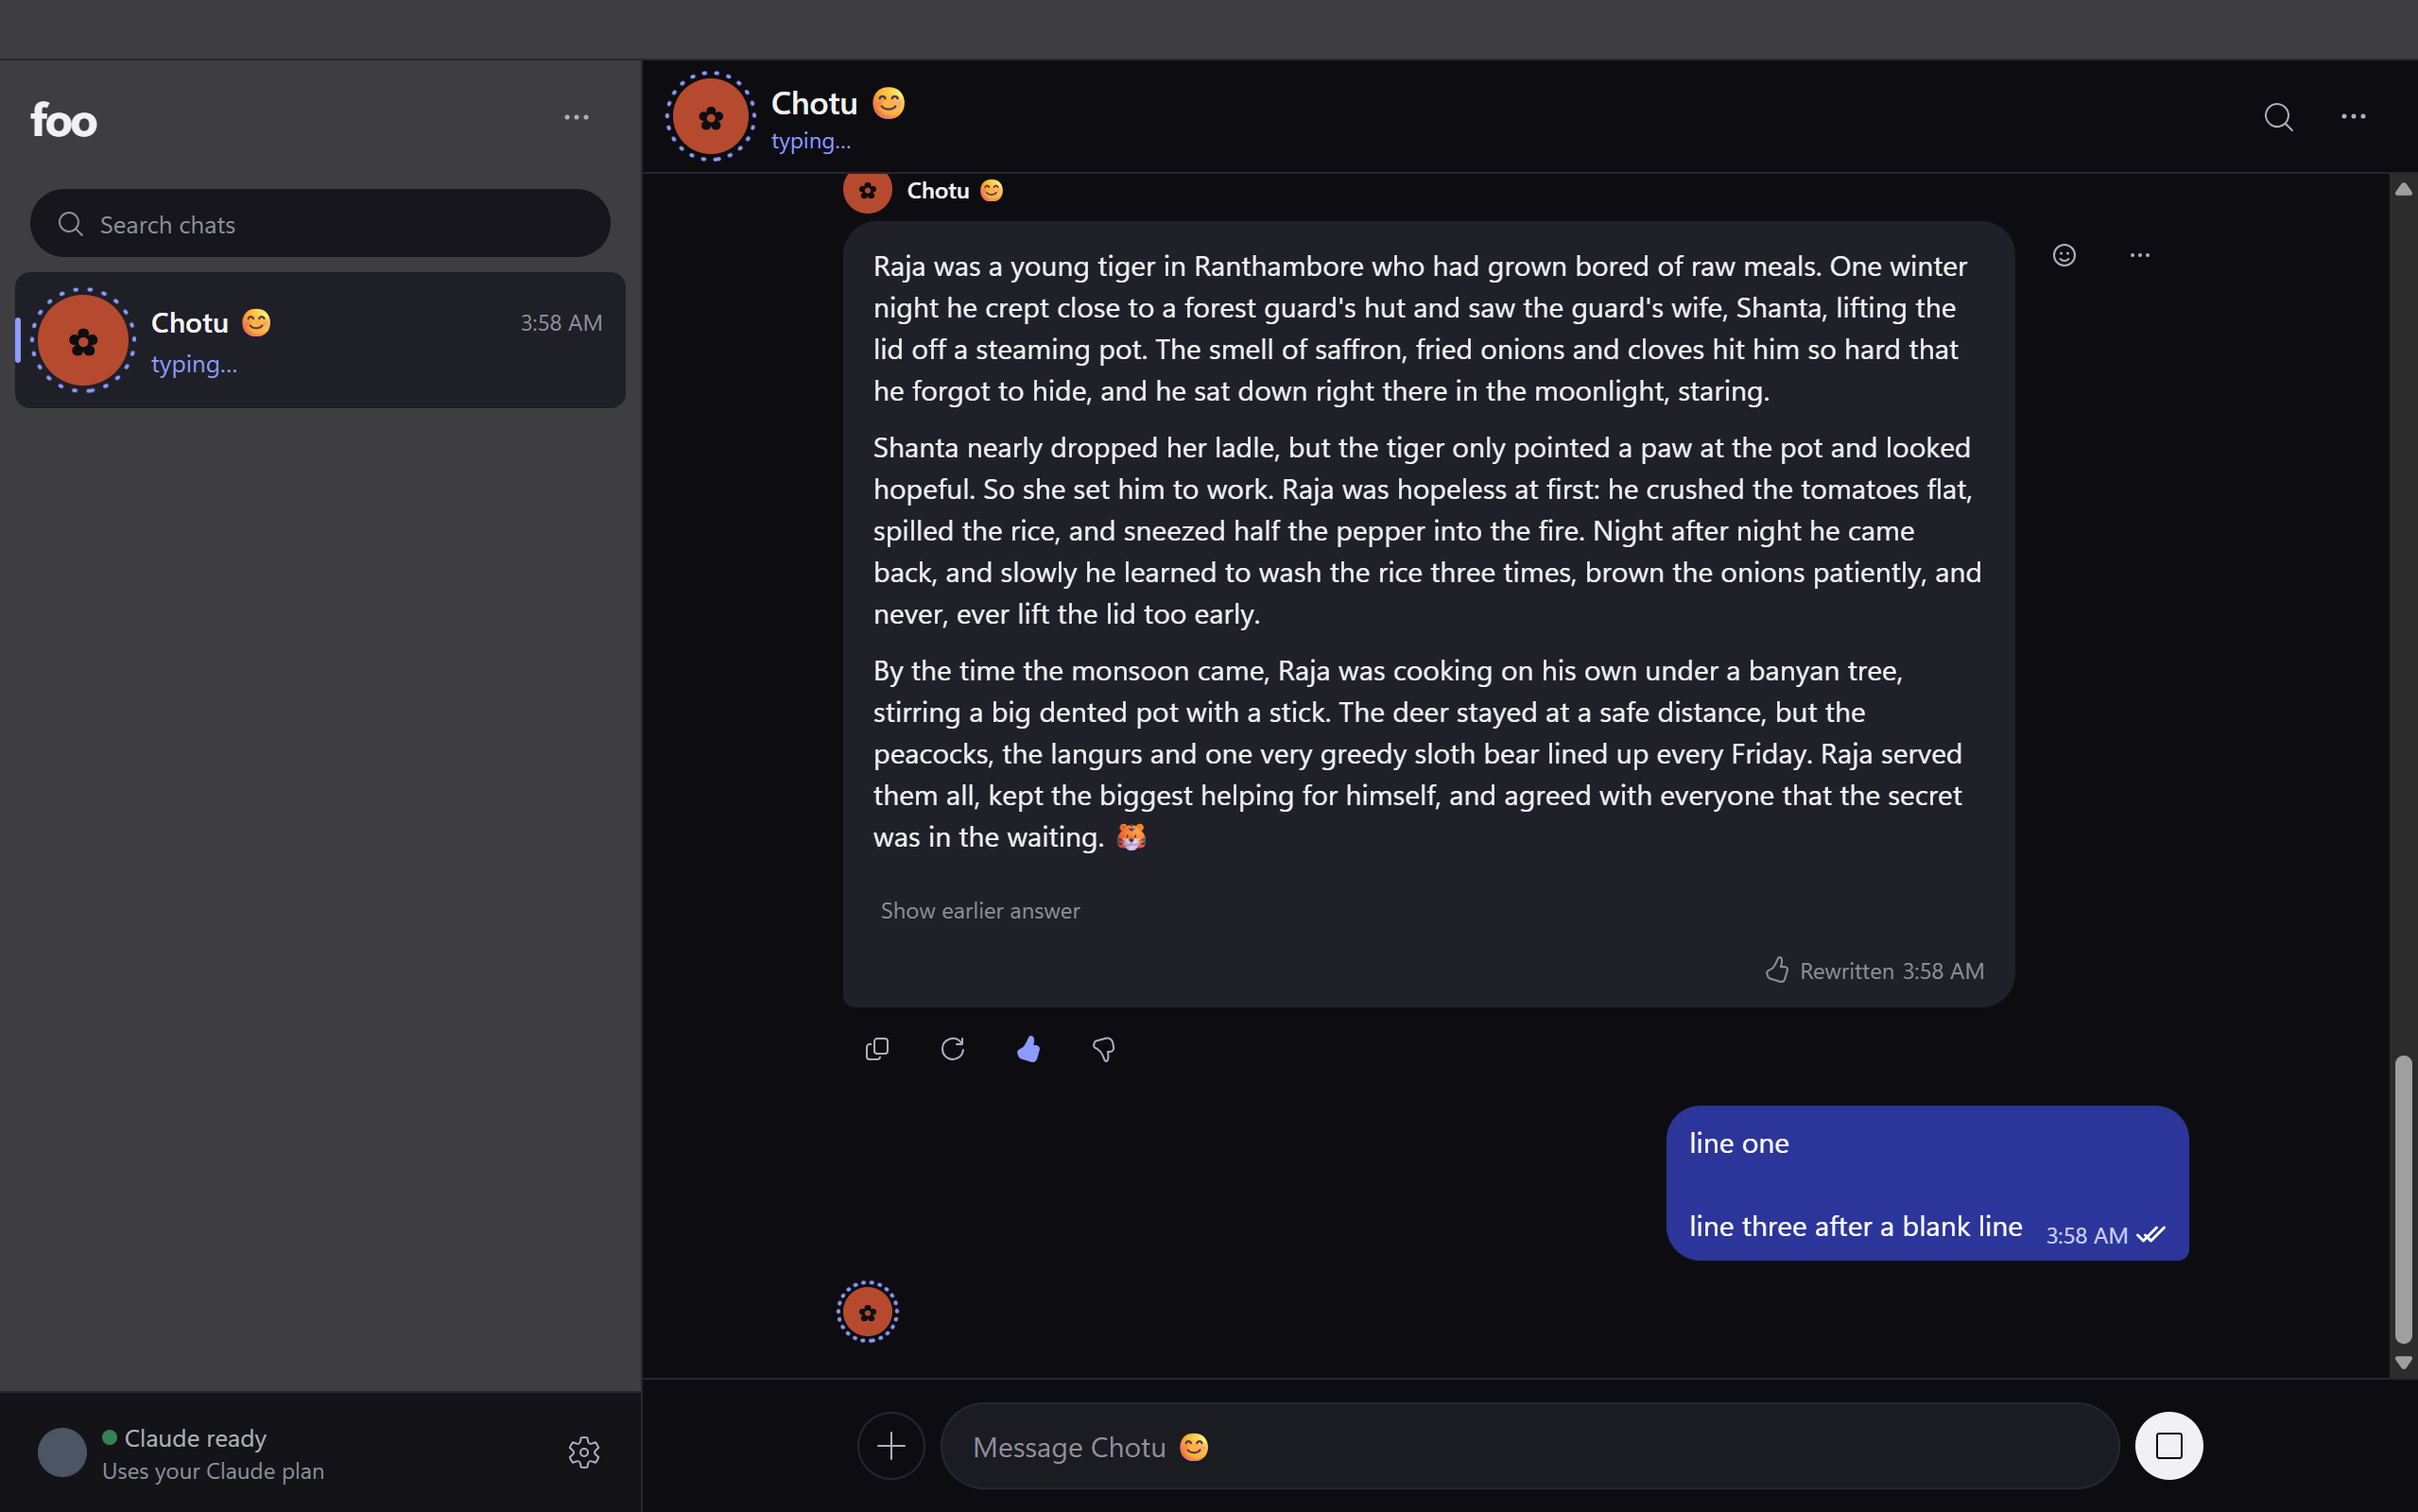 foo
Search chats
Chotu 😊
3:58 AM
typing...
Claude ready
Uses your Claude plan
Chotu 😊
typing...
Chotu 😊
Raja was a young tiger in Ranthambore who had grown bored of raw meals. One winter
night he crept close to a forest guard's hut and saw the guard's wife, Shanta, lifting the
lid off a steaming pot. The smell of saffron, fried onions and cloves hit him so hard that
he forgot to hide, and he sat down right there in the moonlight, staring.
Shanta nearly dropped her ladle, but the tiger only pointed a paw at the pot and looked
hopeful. So she set him to work. Raja was hopeless at first: he crushed the tomatoes flat,
spilled the rice, and sneezed half the pepper into the fire. Night after night he came
back, and slowly he learned to wash the rice three times, brown the onions patiently, and
never, ever lift the lid too early.
By the time the monsoon came, Raja was cooking on his own under a banyan tree,
stirring a big dented pot with a stick. The deer stayed at a safe distance, but the
peacocks, the langurs and one very greedy sloth bear lined up every Friday. Raja served
them all, kept the biggest helping for himself, and agreed with everyone that the secret
was in the waiting. 🐯
Show earlier answer
Rewritten 3:58 AM
line one
line three after a blank line
3:58 AM
Message Chotu 😊